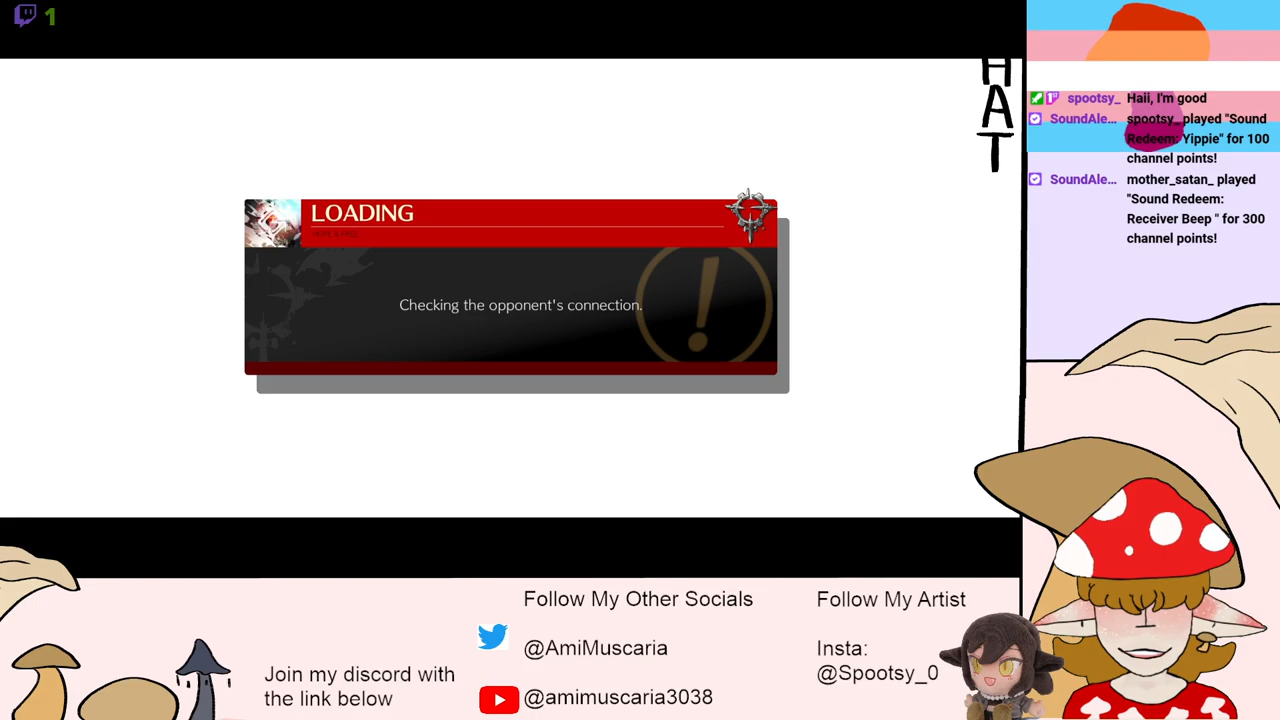 1
HAT
spootsy_ Haii, I'm good
SoundAle... spootsy_ played "Sound
Redeem: Yippie" for 100
channel points!
SoundAle... mother_satan_ played
"Sound Redeem:
Receiver Beep " for 300
channel points!
LOADING
Checking the opponent's connection.
!
Follow My Other Socials
@AmiMuscaria
@amimuscaria3038
Join my discord with
the link below
Follow My Artist
Insta:
@Spootsy_0